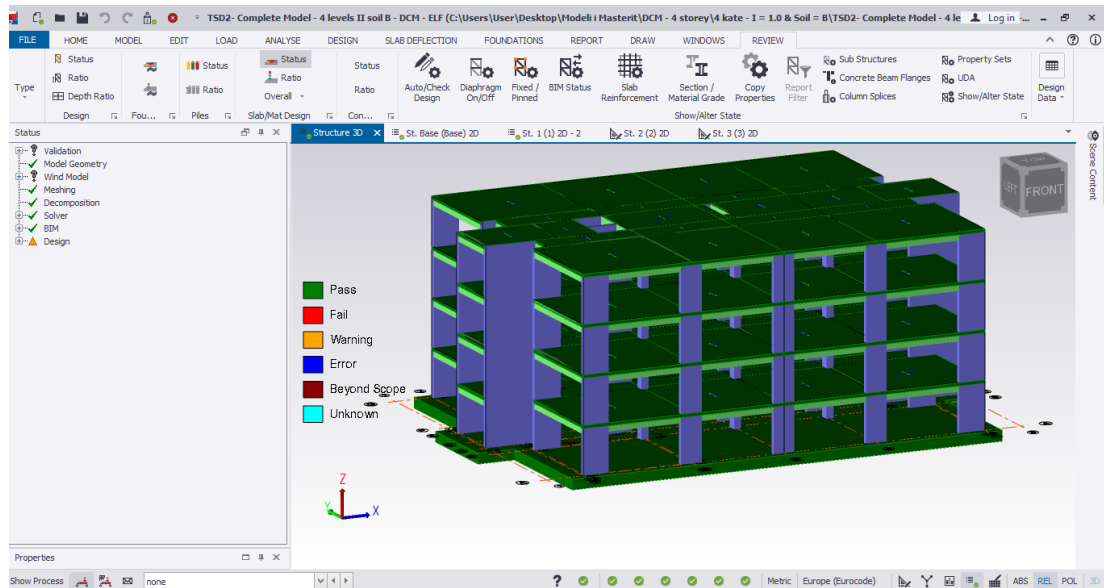 TSD2- Complete Model - 4 levels II soil B - DCM - ELF (C:\Users\User\Desktop\Modeli i Masterit\DCM - 4 storey\4 kate - I = 1.0 & Soil = B\TSD2- Complete Model - 4 le Log in - ...
FILE HOME MODEL EDIT LOAD ANALYSE DESIGN SLAB DEFLECTION FOUNDATIONS REPORT DRAW WINDOWS REVIEW
Type
Status
Ratio
Depth Ratio
Design
Fou...
Status
Ratio
Piles
Status
Ratio
Overall
Slab/Mat Design
Status
Ratio
Con...
Auto/Check Design
Diaphragm On/Off
Fixed / Pinned
BIM Status
Slab Reinforcement
Section / Material Grade
Copy Properties
Report Filter
Sub Structures
Concrete Beam Flanges
Column Splices
Property Sets
UDA
Show/Alter State
Show/Alter State
Design Data
Status
Structure 3D St. Base (Base) 2D St. 1 (1) 2D - 2 St. 2 (2) 2D St. 3 (3) 2D
Scene Content
Validation
Model Geometry
Wind Model
Meshing
Decomposition
Solver
BIM
Design
TOP
LEFT FRONT
Pass
Fail
Warning
Error
Beyond Scope
Unknown
Z
Y X
Properties
Show Process none ? Metric Europe (Eurocode) ABS REL POL 3D